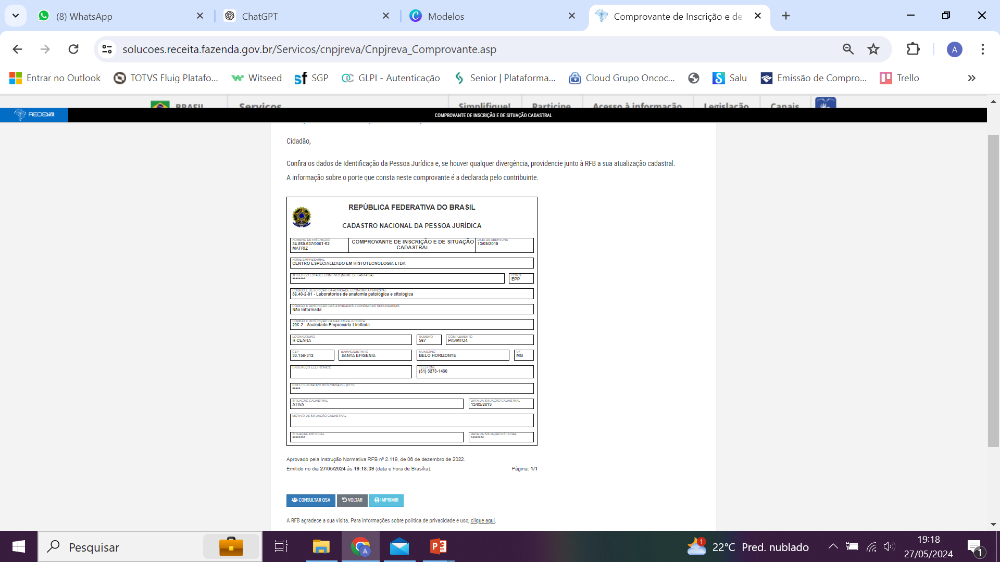 (8) WhatsApp
ChatGPT
Modelos
Comprovante de Inscrição e de
solucoes.receita.fazenda.gov.br/Servicos/cnpjreva/Cnpjreva_Comprovante.asp
A
Entrar no Outlook
TOTVS Fluig Platafo...
Witseed
SGP
GLPI - Autenticação
Senior | Plataforma...
Cloud Grupo Oncoc...
Salu
Emissão de Compro...
Trello
BRASIL
Serviços
Simplifique!
Participe
Acesso à informação
Legislação
Canais
REDESIM
COMPROVANTE DE INSCRIÇÃO E DE SITUAÇÃO CADASTRAL
Cidadão,
Confira os dados de Identificação da Pessoa Jurídica e, se houver qualquer divergência, providencie junto à RFB a sua atualização cadastral.
A informação sobre o porte que consta neste comprovante é a declarada pelo contribuinte.
REPÚBLICA FEDERATIVA DO BRASIL
CADASTRO NACIONAL DA PESSOA JURÍDICA
NÚMERO DE INSCRIÇÃO
34.865.637/0001-62
MATRIZ
COMPROVANTE DE INSCRIÇÃO E DE SITUAÇÃO
CADASTRAL
DATA DE ABERTURA
13/09/2019
NOME EMPRESARIAL
CENTRO ESPECIALIZADO EM HISTOTECNOLOGIA LTDA
TÍTULO DO ESTABELECIMENTO (NOME DE FANTASIA)
********
PORTE
EPP
CÓDIGO E DESCRIÇÃO DA ATIVIDADE ECONÔMICA PRINCIPAL
86.40-2-01 - Laboratórios de anatomia patológica e citológica
CÓDIGO E DESCRIÇÃO DAS ATIVIDADES ECONÔMICAS SECUNDÁRIAS
Não Informada
CÓDIGO E DESCRIÇÃO DA NATUREZA JURÍDICA
206-2 - Sociedade Empresária Limitada
LOGRADOURO
R CEARA
NÚMERO
567
COMPLEMENTO
PAVMTO4
CEP
30.150-312
BAIRRO/DISTRITO
SANTA EFIGENIA
MUNICÍPIO
BELO HORIZONTE
UF
MG
ENDEREÇO ELETRÔNICO
TELEFONE
(31) 3273-1430
ENTE FEDERATIVO RESPONSÁVEL (EFR)
*****
SITUAÇÃO CADASTRAL
ATIVA
DATA DA SITUAÇÃO CADASTRAL
13/09/2019
MOTIVO DE SITUAÇÃO CADASTRAL
SITUAÇÃO ESPECIAL
********
DATA DA SITUAÇÃO ESPECIAL
********
Aprovado pela Instrução Normativa RFB nº 2.119, de 06 de dezembro de 2022.
Emitido no dia 27/05/2024 às 19:18:39 (data e hora de Brasília).
Página: 1/1
CONSULTAR QSA
VOLTAR
IMPRIMIR
A RFB agradece a sua visita. Para informações sobre política de privacidade e uso, clique aqui.
Pesquisar
A
1
22°C Pred. nublado
19:18
27/05/2024
1